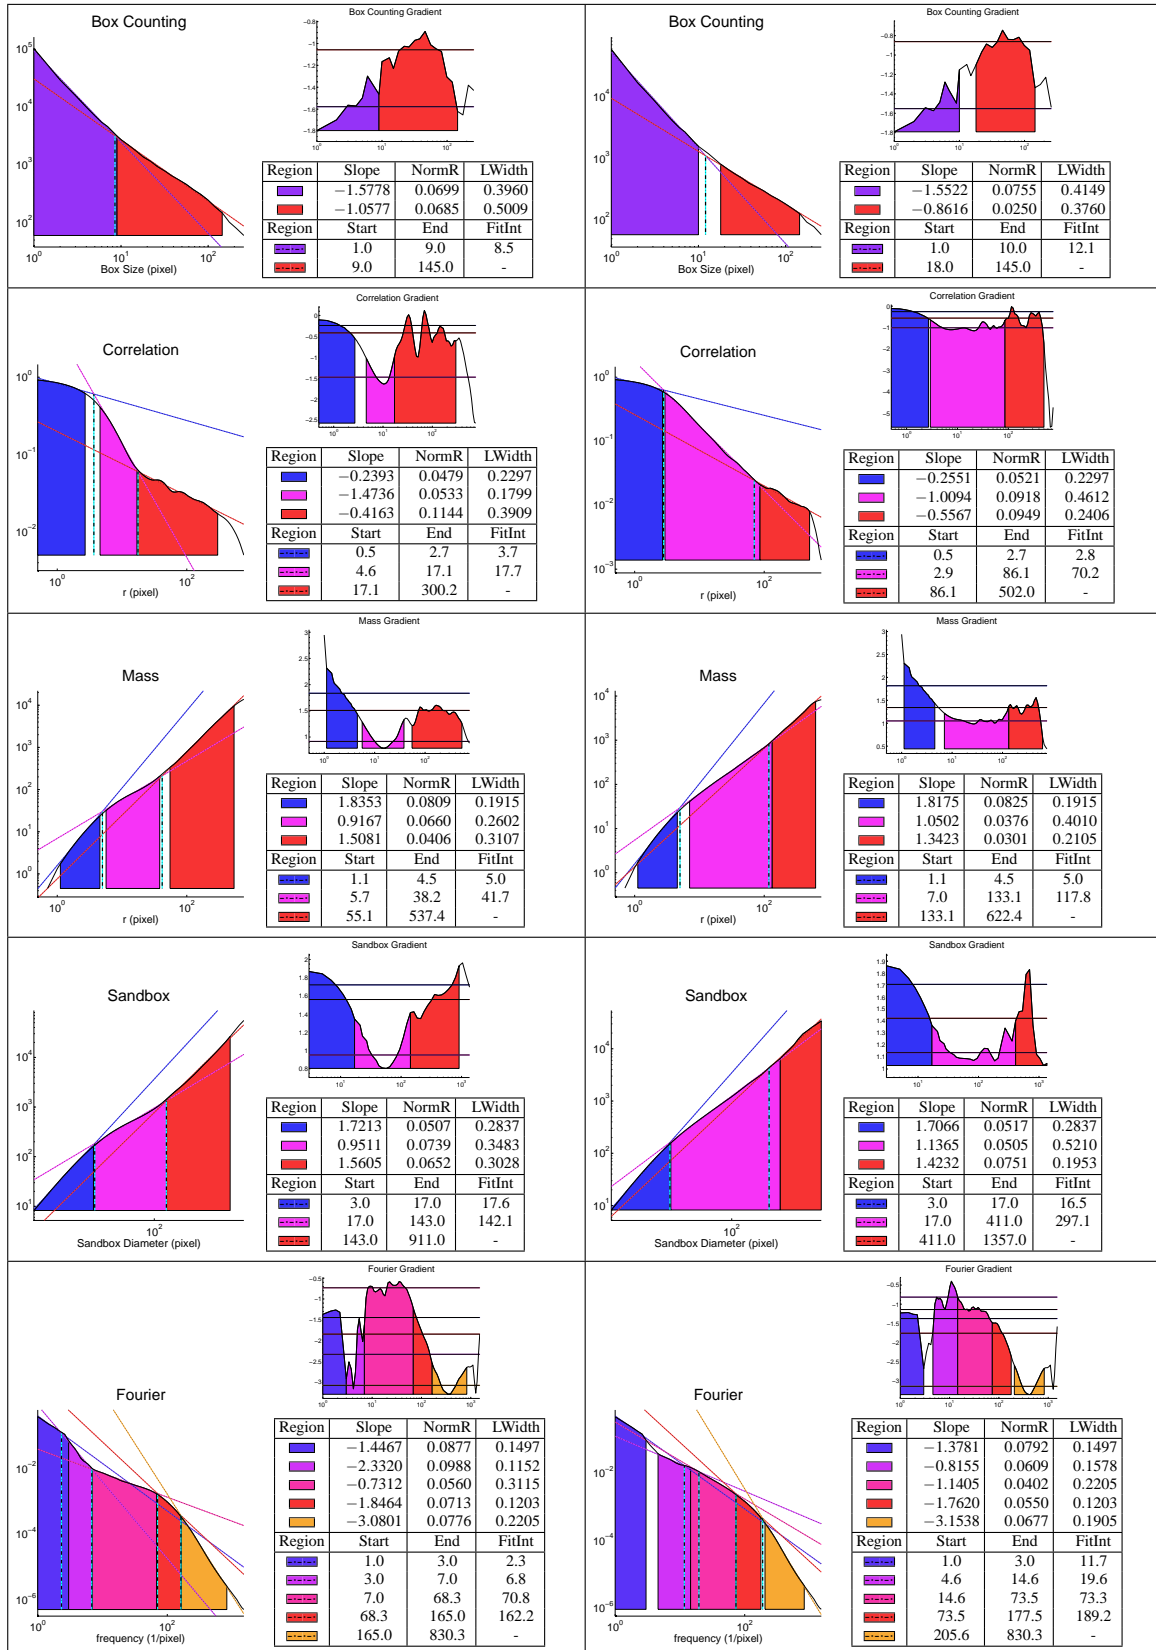 Box Counting
Box Counting Gradient
Region Slope NormR LWidth
−1.5778 0.0699 0.3960
−1.0577 0.0685 0.5009
Region Start End FitInt
1.0 9.0 8.5
9.0 145.0 -
Box Size (pixel)
Box Counting
Box Counting Gradient
Region Slope NormR LWidth
−1.5522 0.0755 0.4149
−0.8616 0.0250 0.3760
Region Start End FitInt
1.0 10.0 12.1
18.0 145.0 -
Box Size (pixel)
Correlation
Correlation Gradient
Region Slope NormR LWidth
−0.2393 0.0479 0.2297
−1.4736 0.0533 0.1799
−0.4163 0.1144 0.3909
Region Start End FitInt
0.5 2.7 3.7
4.6 17.1 17.7
17.1 300.2 -
r (pixel)
Correlation
Correlation Gradient
Region Slope NormR LWidth
−0.2551 0.0521 0.2297
−1.0094 0.0918 0.4612
−0.5567 0.0949 0.2406
Region Start End FitInt
0.5 2.7 2.8
2.9 86.1 70.2
86.1 502.0 -
r (pixel)
Mass
Mass Gradient
Region Slope NormR LWidth
1.8353 0.0809 0.1915
0.9167 0.0660 0.2602
1.5081 0.0406 0.3107
Region Start End FitInt
1.1 4.5 5.0
5.7 38.2 41.7
55.1 537.4 -
r (pixel)
Mass
Mass Gradient
Region Slope NormR LWidth
1.8175 0.0825 0.1915
1.0502 0.0376 0.4010
1.3423 0.0301 0.2105
Region Start End FitInt
1.1 4.5 5.0
7.0 133.1 117.8
133.1 622.4 -
r (pixel)
Sandbox
Sandbox Gradient
Region Slope NormR LWidth
1.7213 0.0507 0.2837
0.9511 0.0739 0.3483
1.5605 0.0652 0.3028
Region Start End FitInt
3.0 17.0 17.6
17.0 143.0 142.1
143.0 911.0 -
Sandbox Diameter (pixel)
Sandbox
Sandbox Gradient
Region Slope NormR LWidth
1.7066 0.0517 0.2837
1.1365 0.0505 0.5210
1.4232 0.0751 0.1953
Region Start End FitInt
3.0 17.0 16.5
17.0 411.0 297.1
411.0 1357.0 -
Sandbox Diameter (pixel)
Fourier
Fourier Gradient
Region Slope NormR LWidth
−1.4467 0.0877 0.1497
−2.3320 0.0988 0.1152
−0.7312 0.0560 0.3115
−1.8464 0.0713 0.1203
−3.0801 0.0776 0.2205
Region Start End FitInt
1.0 3.0 2.3
3.0 7.0 6.8
7.0 68.3 70.8
68.3 165.0 162.2
165.0 830.3 -
frequency (1/pixel)
Fourier
Fourier Gradient
Region Slope NormR LWidth
−1.3781 0.0792 0.1497
−0.8155 0.0609 0.1578
−1.1405 0.0402 0.2205
−1.7620 0.0550 0.1203
−3.1538 0.0677 0.1905
Region Start End FitInt
1.0 3.0 11.7
4.6 14.6 19.6
14.6 73.5 73.3
73.5 177.5 189.2
205.6 830.3 -
frequency (1/pixel)